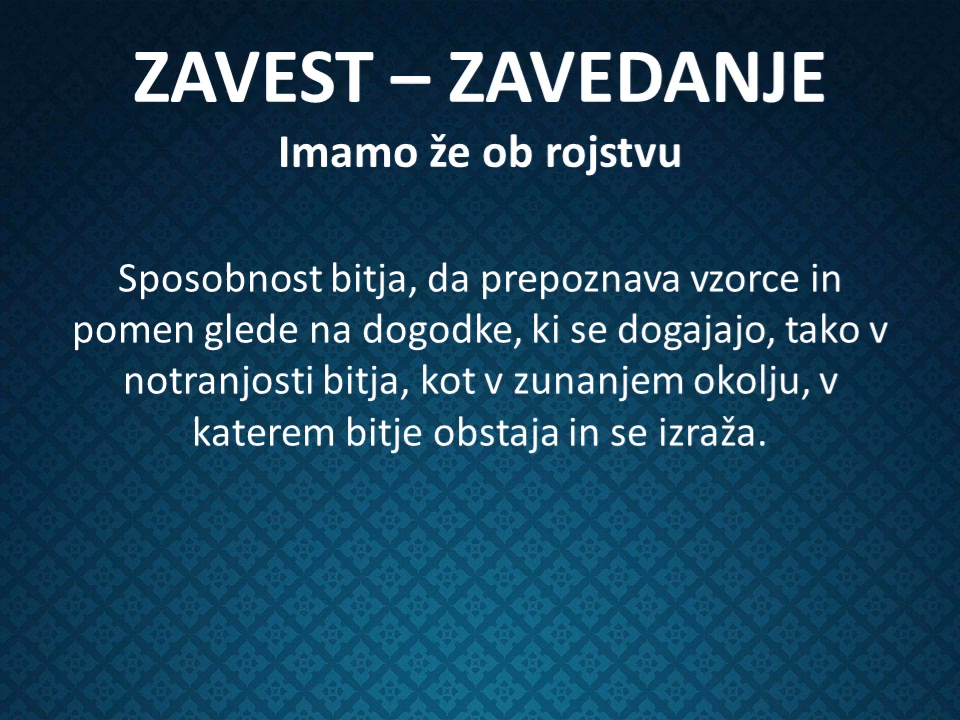 ZAVEST – ZAVEDANJE
Imamo že ob rojstvu
Sposobnost bitja, da prepoznava vzorce in
pomen glede na dogodke, ki se dogajajo, tako v
notranjosti bitja, kot v zunanjem okolju, v
katerem bitje obstaja in se izraža.